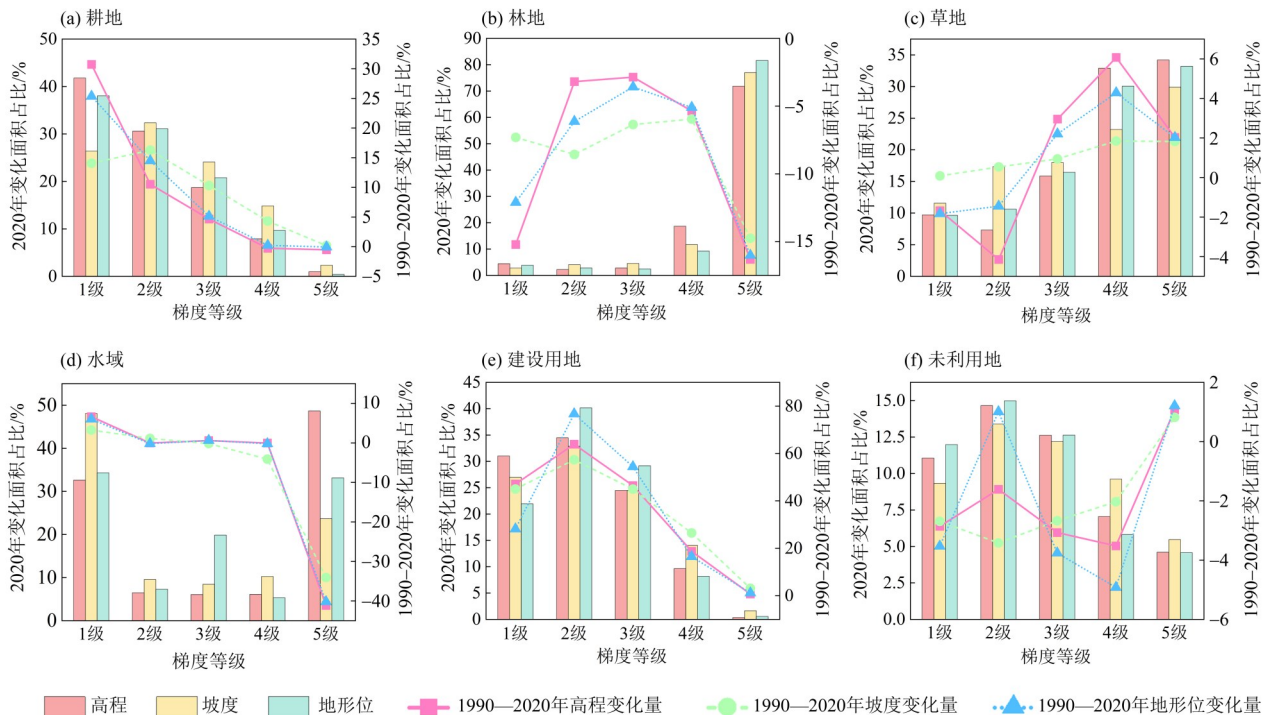 (a) 耕地
2020年变化面积占比/%
50
40
30
20
10
0
35
30
25
20
15
10
5
0
−5
1990–2020年变化面积占比/%
1级 2级 3级 4级 5级
梯度等级
(b) 林地
2020年变化面积占比/%
90
80
70
60
50
40
30
20
10
0
0
−5
−10
−15
1990–2020年变化面积占比/%
1级 2级 3级 4级 5级
梯度等级
(c) 草地
2020年变化面积占比/%
35
30
25
20
15
10
5
0
6
4
2
0
−2
−4
1990–2020年变化面积占比/%
1级 2级 3级 4级 5级
梯度等级
(d) 水域
2020年变化面积占比/%
50
40
30
20
10
0
10
0
−10
−20
−30
−40
1990–2020年变化面积占比/%
1级 2级 3级 4级 5级
梯度等级
(e) 建设用地
2020年变化面积占比/%
45
40
35
30
25
20
15
10
5
0
80
60
40
20
0
1990–2020年变化面积占比/%
1级 2级 3级 4级 5级
梯度等级
(f) 未利用地
2020年变化面积占比/%
15.0
12.5
10.0
7.5
5.0
2.5
0.0
2
0
−2
−4
−6
1990–2020年变化面积占比/%
1级 2级 3级 4级 5级
梯度等级
高程 坡度 地形位 1990—2020年高程变化量 1990—2020年坡度变化量 1990—2020年地形位变化量